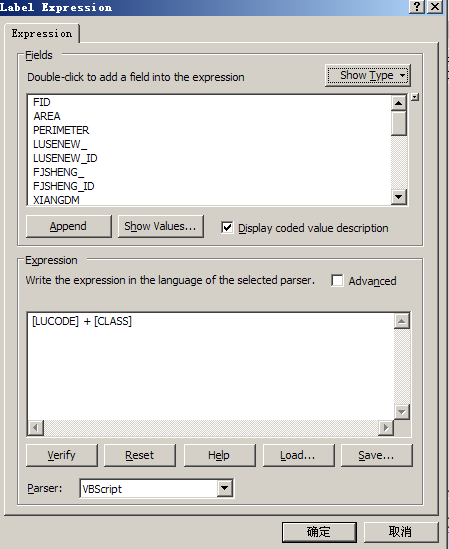 Label Expression
Expression
Fields
Double-click to add a field into the expression
Show Type
FID
AREA
PERIMETER
LUSENEW_
LUSENEW_ID
FJSHENG_
FJSHENG_ID
XIANGDM
Append
Show Values...
Display coded value description
Expression
Write the expression in the language of the selected parser.
Advanced
[LUCODE] + [CLASS]
Verify
Reset
Help
Load...
Save...
Parser:
VBScript
确定
取消